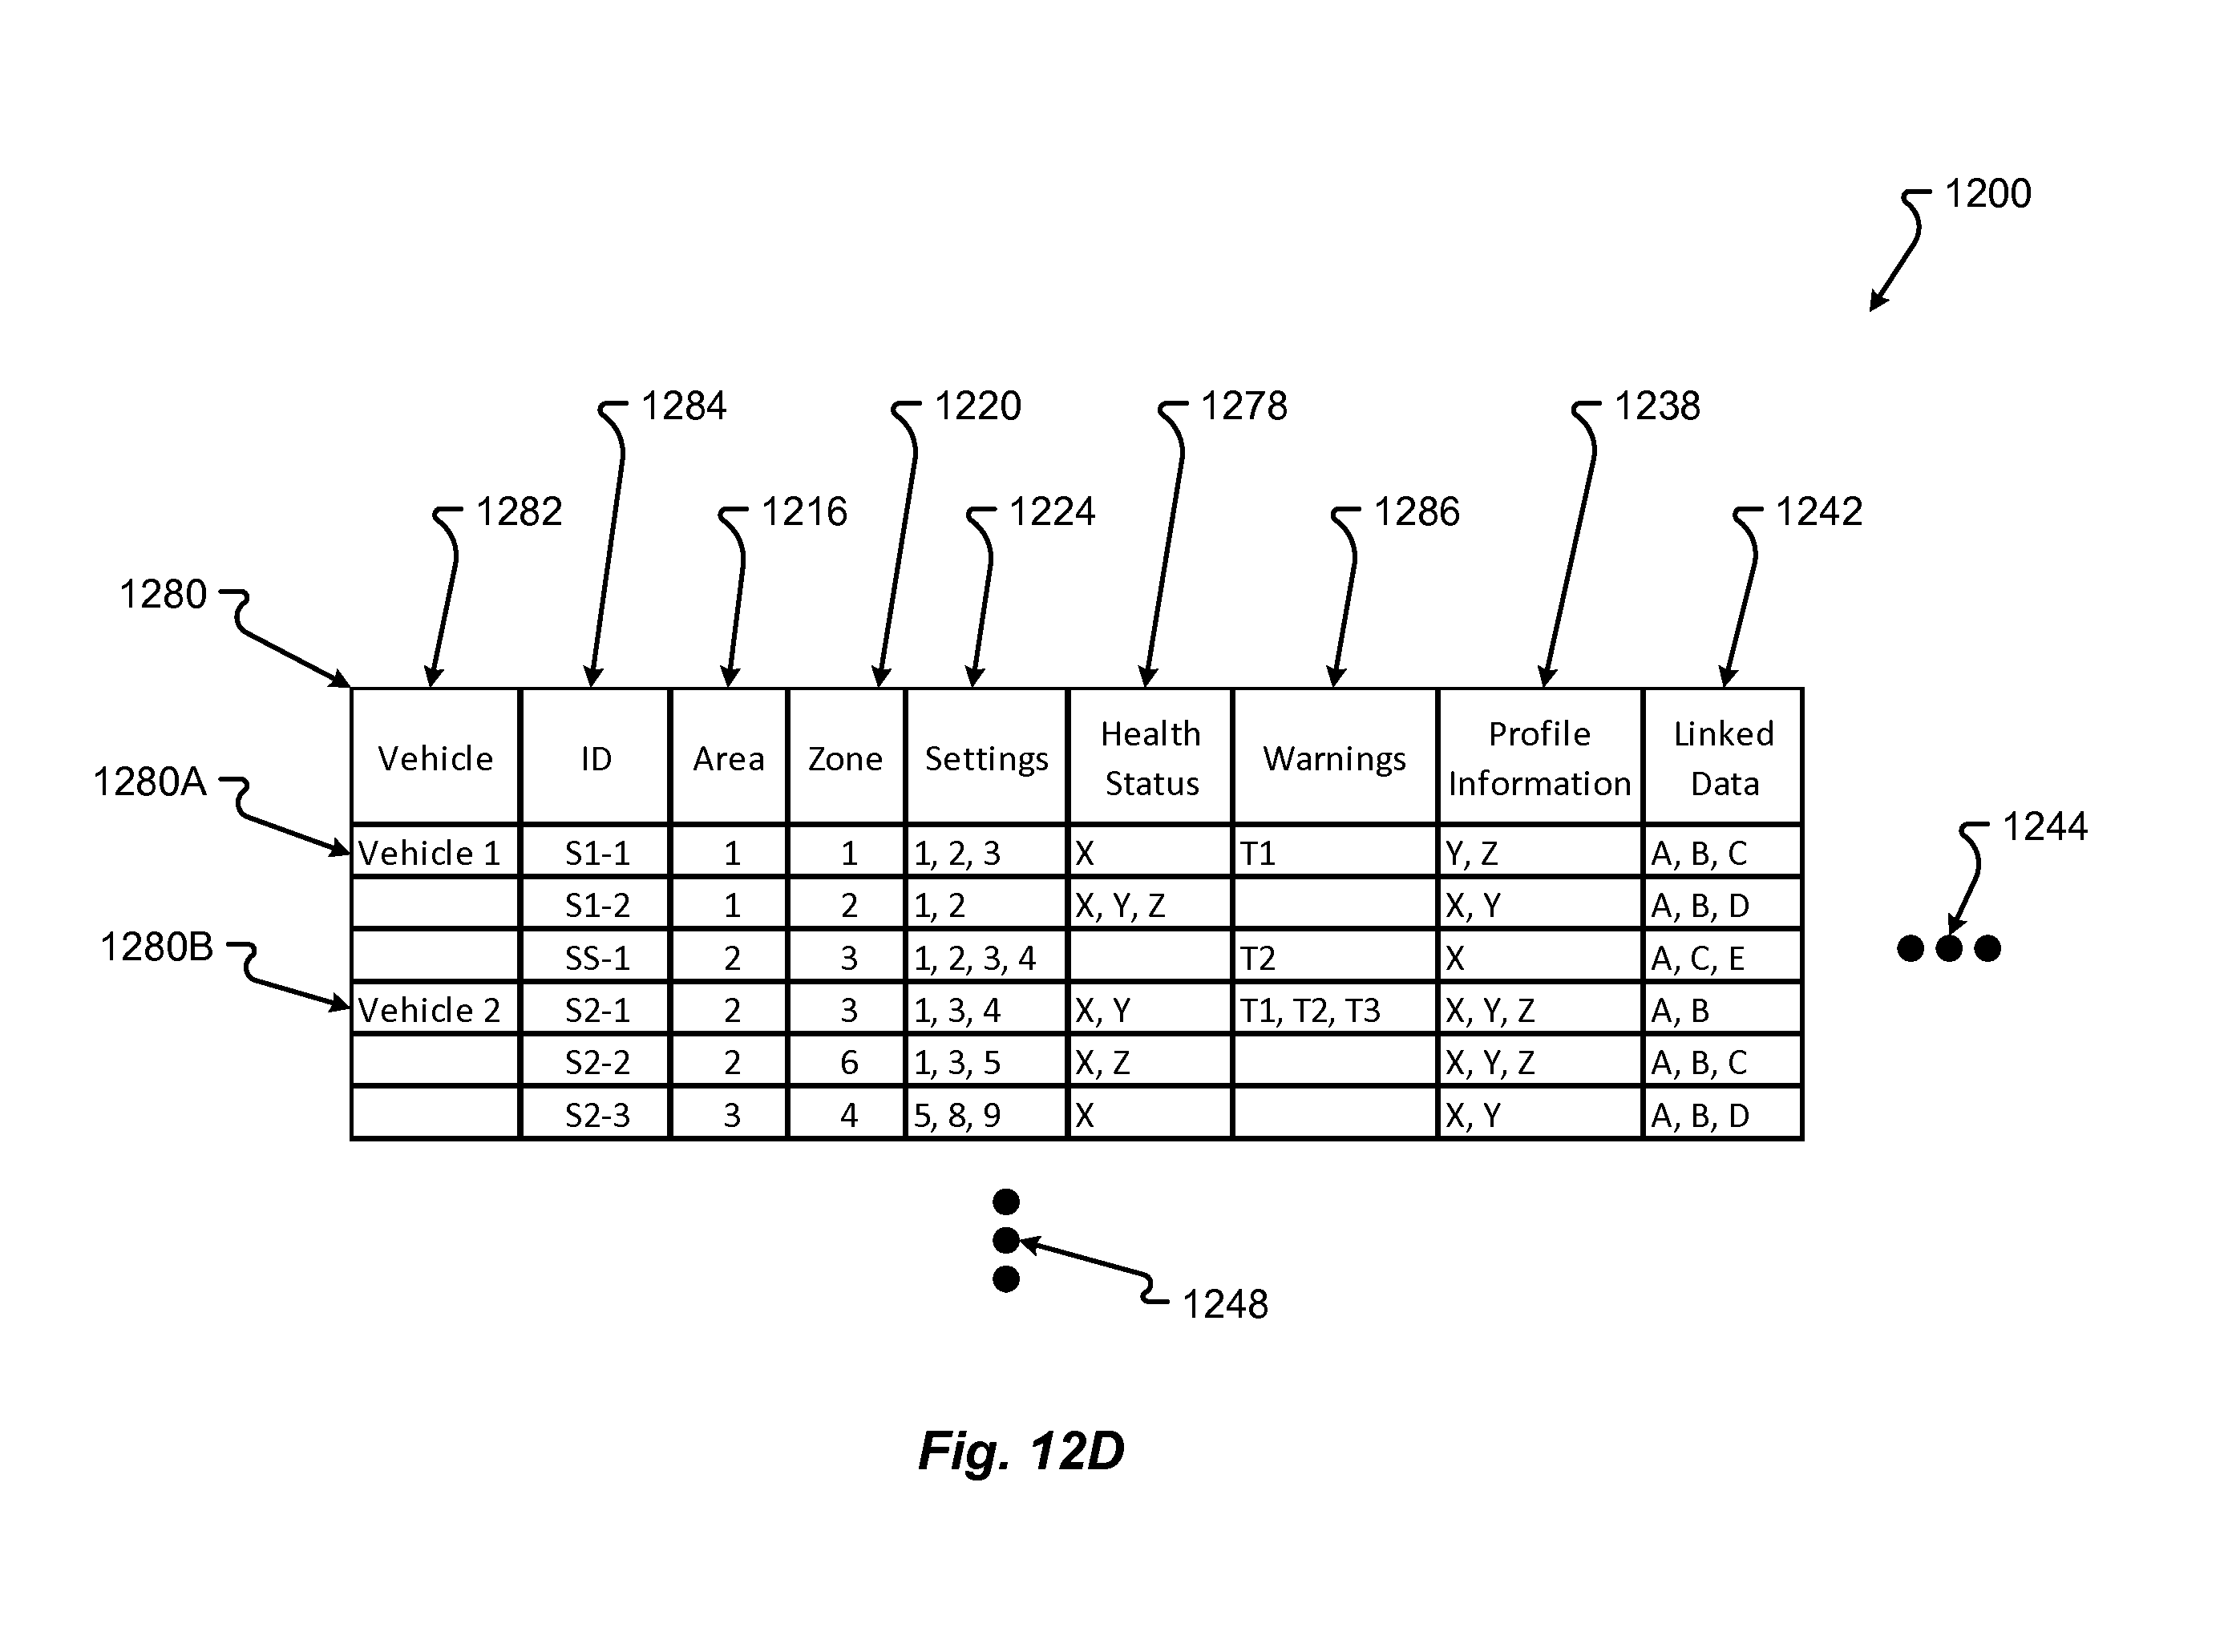 1200
1284 1220 1278 1238
1282 1216 1224 1286 1242
1280
Vehicle ID Area Zone Settings Health Status Warnings Profile Information Linked Data
1280A
Vehicle 1 S1-1 1 1 1, 2, 3 X T1 Y, Z A, B, C
1244
S1-2 1 2 1, 2 X, Y, Z X, Y A, B, D
1280B
SS-1 2 3 1, 2, 3, 4 T2 X A, C, E
Vehicle 2 S2-1 2 3 1, 3, 4 X, Y T1, T2, T3 X, Y, Z A, B
S2-2 2 6 1, 3, 5 X, Z X, Y, Z A, B, C
S2-3 3 4 5, 8, 9 X X, Y A, B, D
1248
Fig. 12D